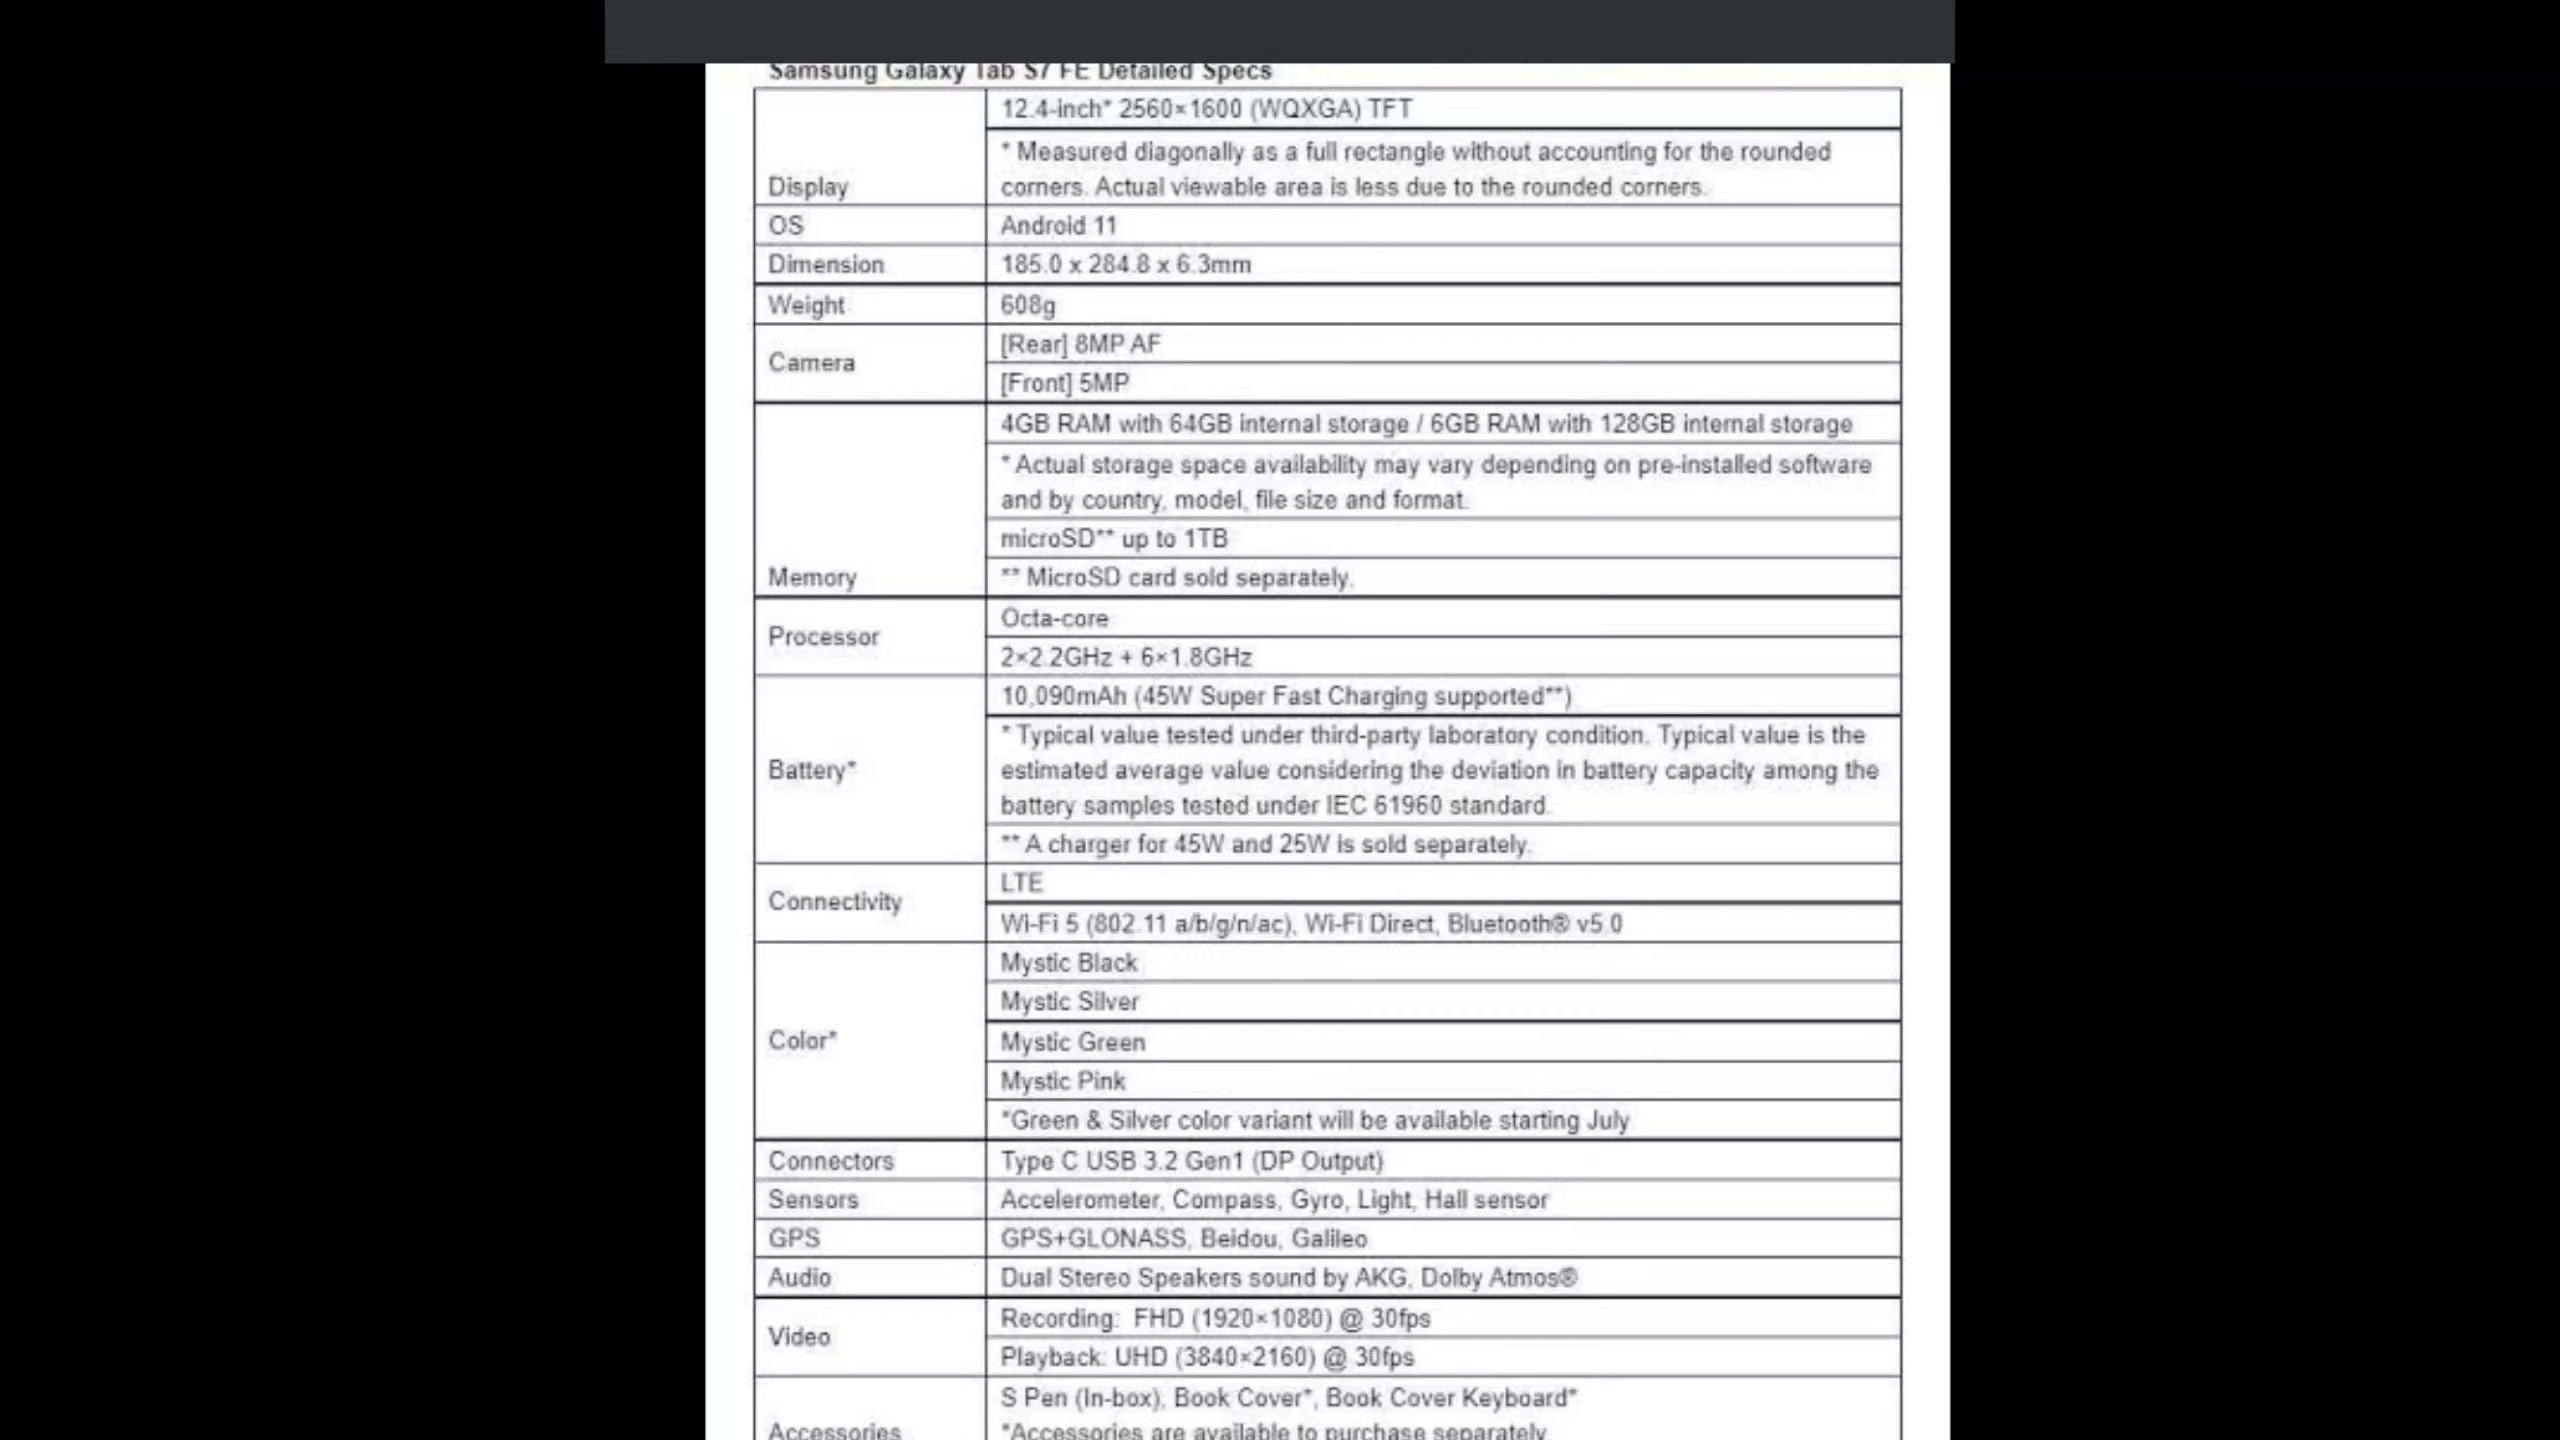 Samsung Galaxy Tab S7 FE Detailed Specs
12.4-inch* 2560×1600 (WQXGA) TFT
* Measured diagonally as a full rectangle without accounting for the rounded
Display corners. Actual viewable area is less due to the rounded corners.
OS Android 11
Dimension 185.0 x 284.8 x 6.3mm
Weight 608g
Camera
[Rear] 8MP AF
[Front] 5MP
4GB RAM with 64GB internal storage / 6GB RAM with 128GB internal storage
* Actual storage space availability may vary depending on pre-installed software
and by country, model, file size and format.
microSD** up to 1TB
Memory ** MicroSD card sold separately.
Processor
Octa-core
2×2.2GHz + 6×1.8GHz
10,090mAh (45W Super Fast Charging supported**)
* Typical value tested under third-party laboratory condition. Typical value is the
Battery* estimated average value considering the deviation in battery capacity among the
battery samples tested under IEC 61960 standard.
** A charger for 45W and 25W is sold separately.
Connectivity
LTE
Wi-Fi 5 (802.11 a/b/g/n/ac), Wi-Fi Direct, Bluetooth® v5.0
Mystic Black
Mystic Silver
Color* Mystic Green
Mystic Pink
*Green & Silver color variant will be available starting July
Connectors Type C USB 3.2 Gen1 (DP Output)
Sensors Accelerometer, Compass, Gyro, Light, Hall sensor
GPS GPS+GLONASS, Beidou, Galileo
Audio Dual Stereo Speakers sound by AKG, Dolby Atmos®
Video
Recording: FHD (1920×1080) @ 30fps
Playback: UHD (3840×2160) @ 30fps
S Pen (In-box), Book Cover*, Book Cover Keyboard*
Accessories *Accessories are available to purchase separately